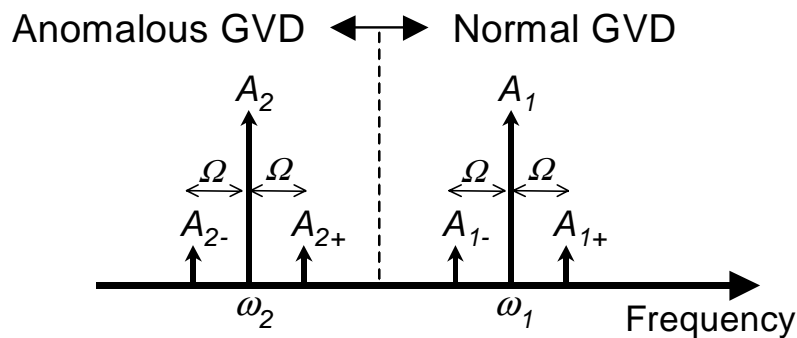 Anomalous GVD Normal GVD
A2 A1
Ω Ω Ω Ω
A2- A2+ A1- A1+
ω2 ω1
Frequency